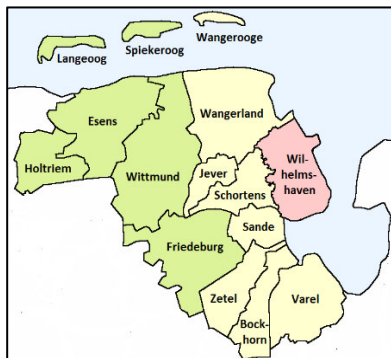 Spiekeroog
Wangerooge
Langeoog
Wangerland
Esens
Wil-
helms-
haven
Holtriem
Wittmund
Jever
Schortens
Sande
Friedeburg
Zetel
Varel
Bock-
horn